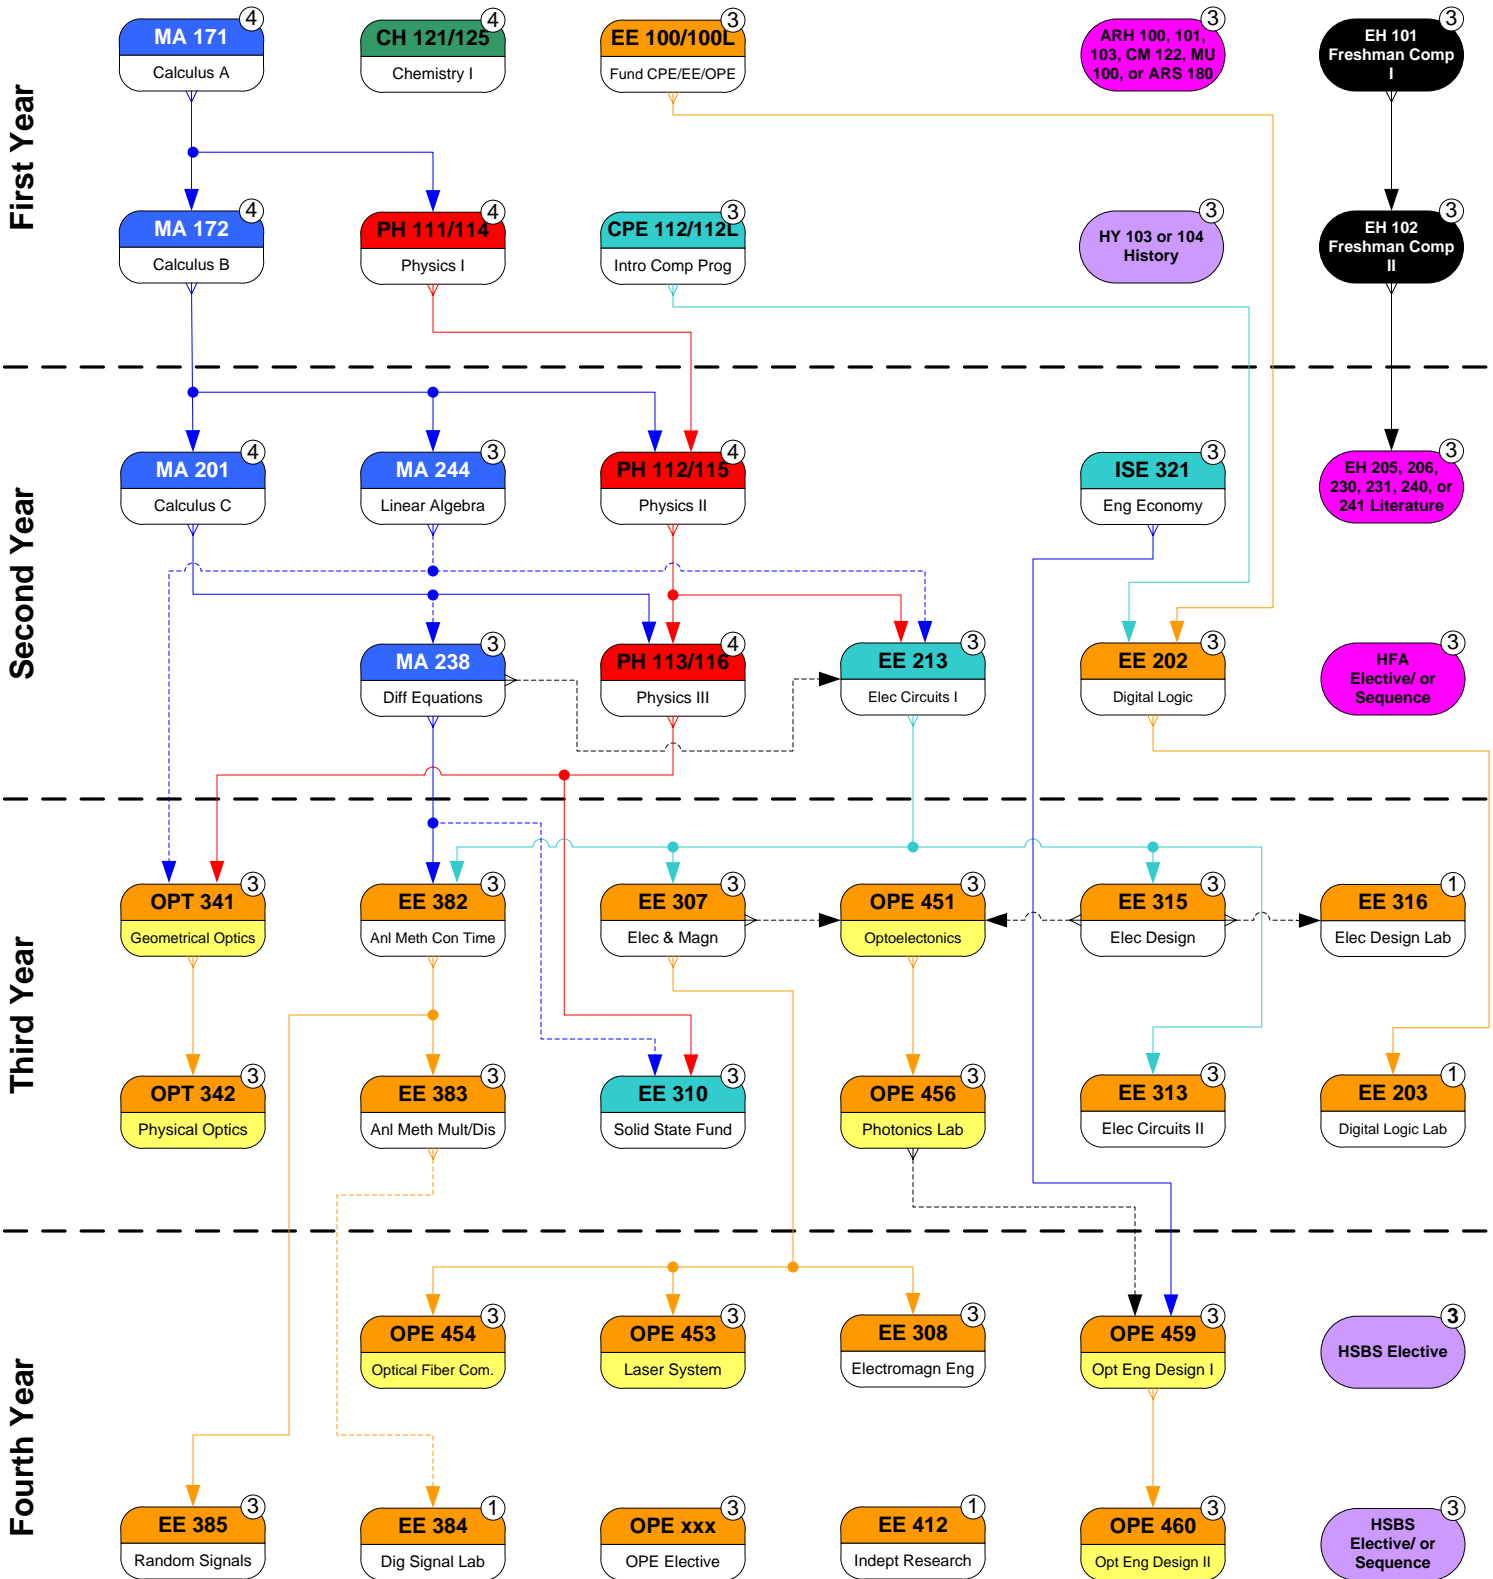 First Year
4
MA 171
Calculus A
4
CH 121/125
Chemistry I
3
EE 100/100L
Fund CPE/EE/OPE
3
ARH 100, 101,
103, CM 122, MU
100, or ARS 180
3
EH 101
Freshman Comp
I
4
MA 172
Calculus B
4
PH 111/114
Physics I
3
CPE 112/112L
Intro Comp Prog
3
HY 103 or 104
History
3
EH 102
Freshman Comp
II
Second Year
4
MA 201
Calculus C
3
MA 244
Linear Algebra
4
PH 112/115
Physics II
3
ISE 321
Eng Economy
3
EH 205, 206,
230, 231, 240, or
241 Literature
3
MA 238
Diff Equations
4
PH 113/116
Physics III
3
EE 213
Elec Circuits I
3
EE 202
Digital Logic
3
HFA
Elective/ or
Sequence
Third Year
3
OPT 341
Geometrical Optics
3
EE 382
Anl Meth Con Time
3
EE 307
Elec & Magn
3
OPE 451
Optoelectonics
3
EE 315
Elec Design
1
EE 316
Elec Design Lab
3
OPT 342
Physical Optics
3
EE 383
Anl Meth Mult/Dis
3
EE 310
Solid State Fund
3
OPE 456
Photonics Lab
3
EE 313
Elec Circuits II
1
EE 203
Digital Logic Lab
Fourth Year
3
OPE 454
Optical Fiber Com.
3
OPE 453
Laser System
3
EE 308
Electromagn Eng
3
OPE 459
Opt Eng Design I
3
HSBS Elective
3
EE 385
Random Signals
1
EE 384
Dig Signal Lab
3
OPE xxx
OPE Elective
1
EE 412
Indept Research
3
OPE 460
Opt Eng Design II
3
HSBS
Elective/ or
Sequence